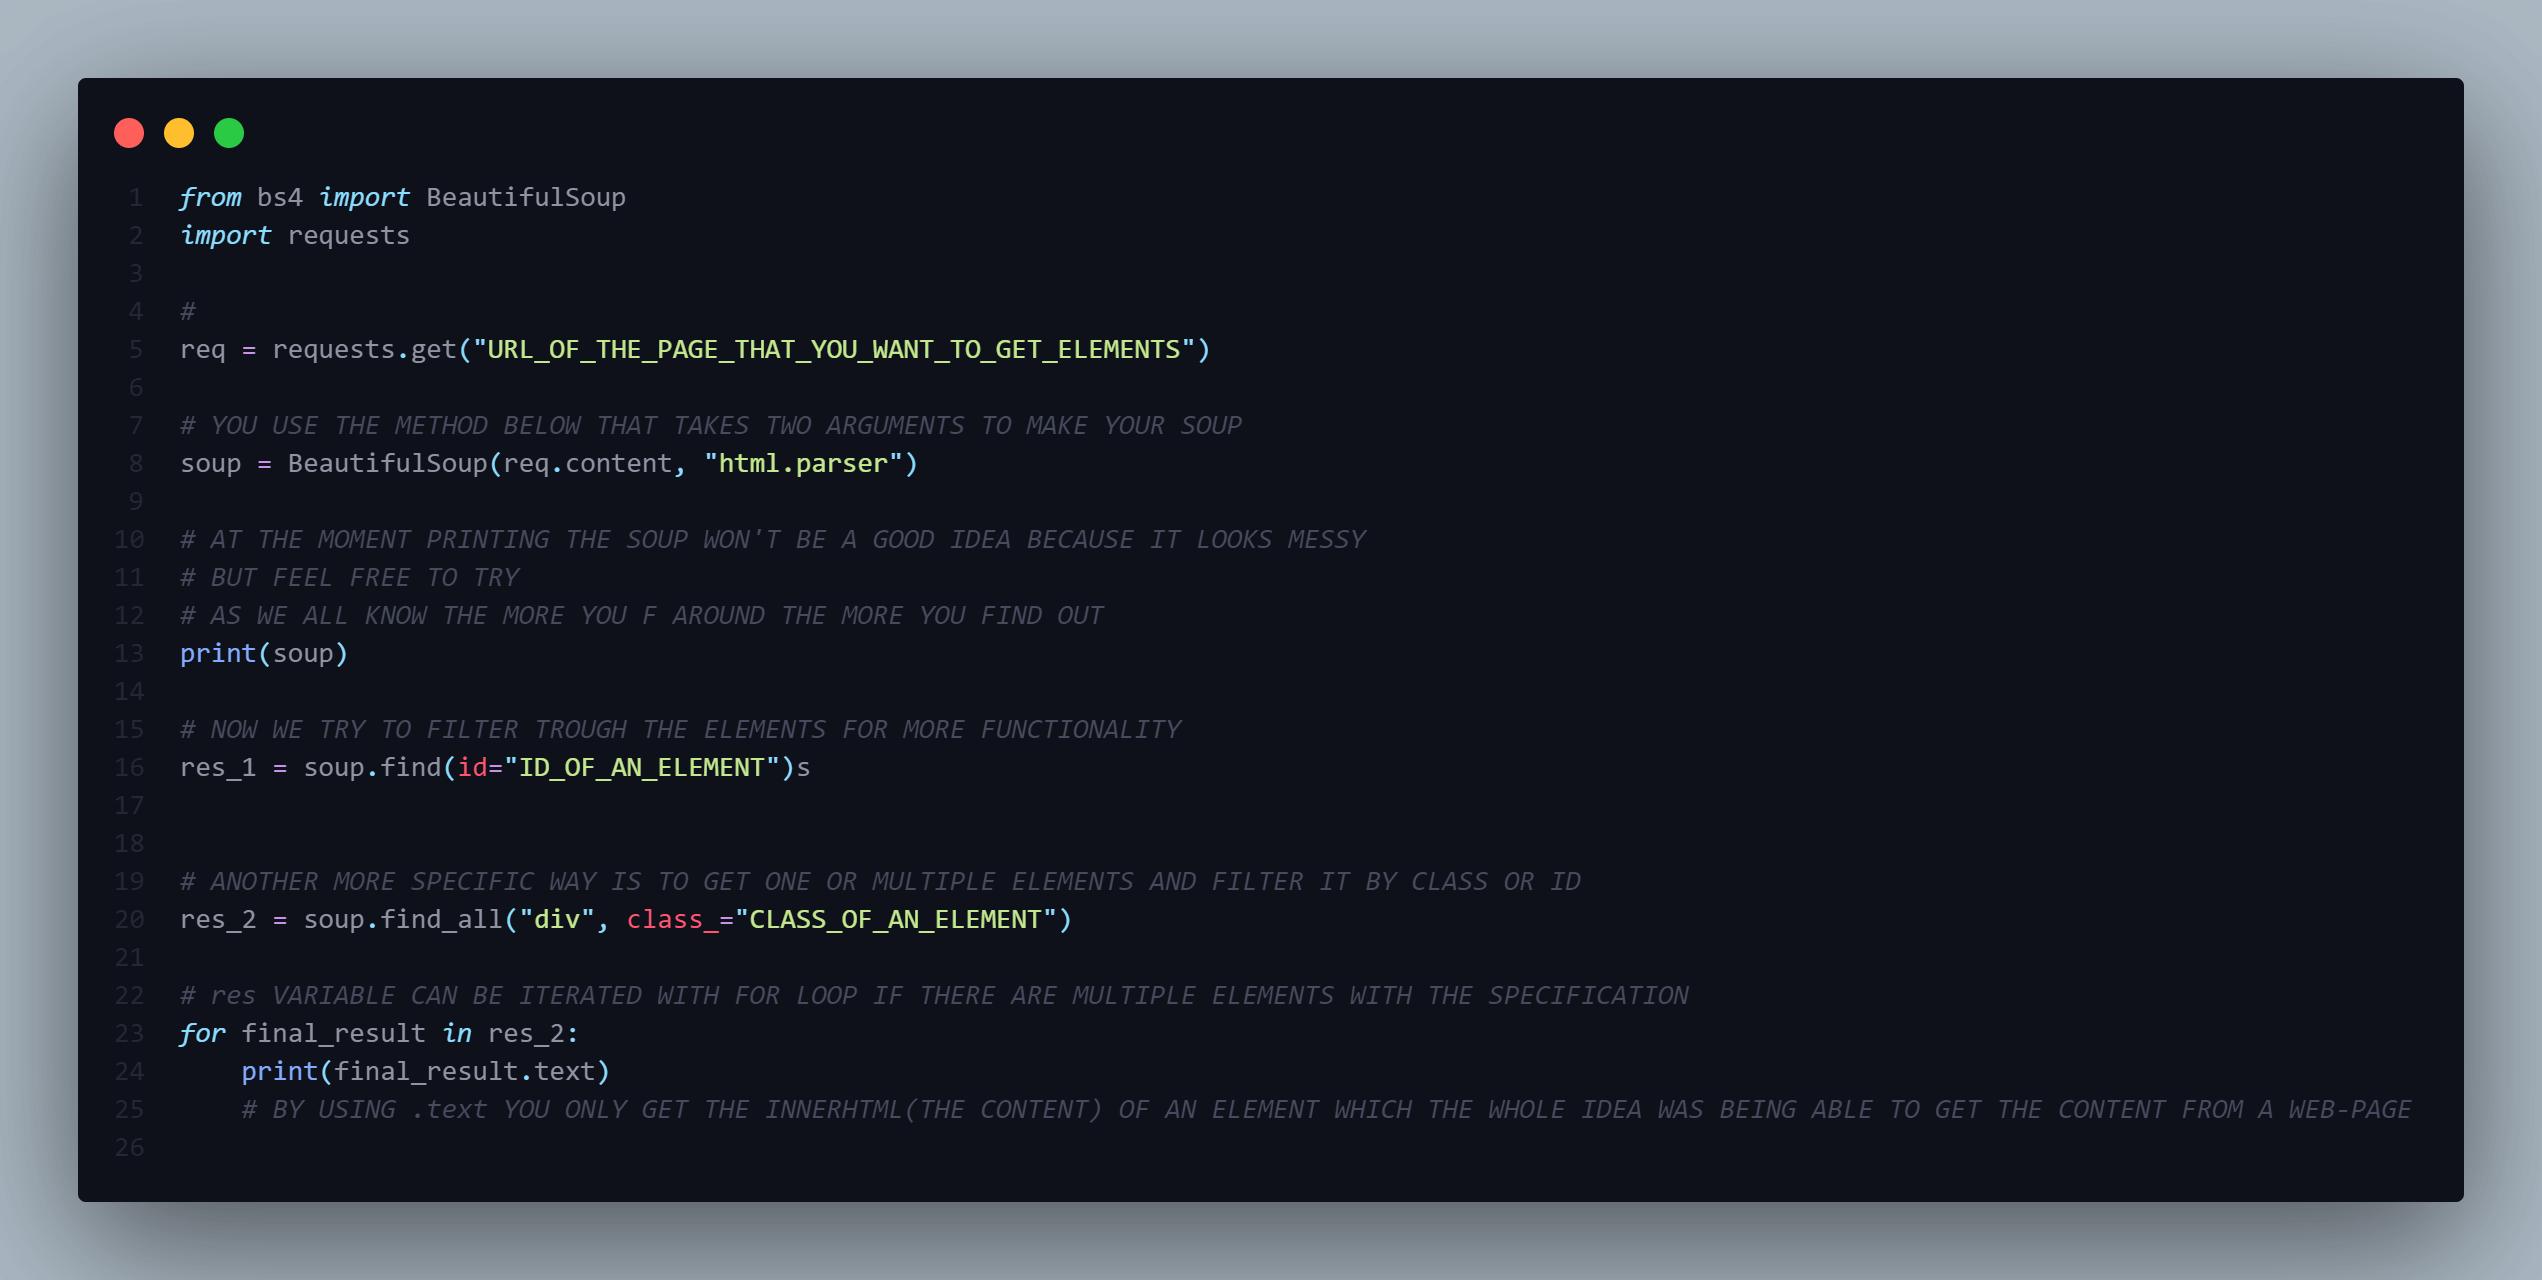 1 from bs4 import BeautifulSoup
2 import requests
3
4 #
5 req = requests.get("URL_OF_THE_PAGE_THAT_YOU_WANT_TO_GET_ELEMENTS")
6
7 # YOU USE THE METHOD BELOW THAT TAKES TWO ARGUMENTS TO MAKE YOUR SOUP
8 soup = BeautifulSoup(req.content, "html.parser")
9
10 # AT THE MOMENT PRINTING THE SOUP WON'T BE A GOOD IDEA BECAUSE IT LOOKS MESSY
11 # BUT FEEL FREE TO TRY
12 # AS WE ALL KNOW THE MORE YOU F AROUND THE MORE YOU FIND OUT
13 print(soup)
14
15 # NOW WE TRY TO FILTER TROUGH THE ELEMENTS FOR MORE FUNCTIONALITY
16 res_1 = soup.find(id="ID_OF_AN_ELEMENT")s
17
18
19 # ANOTHER MORE SPECIFIC WAY IS TO GET ONE OR MULTIPLE ELEMENTS AND FILTER IT BY CLASS OR ID
20 res_2 = soup.find_all("div", class_="CLASS_OF_AN_ELEMENT")
21
22 # res VARIABLE CAN BE ITERATED WITH FOR LOOP IF THERE ARE MULTIPLE ELEMENTS WITH THE SPECIFICATION
23 for final_result in res_2:
24     print(final_result.text)
25     # BY USING .text YOU ONLY GET THE INNERHTML(THE CONTENT) OF AN ELEMENT WHICH THE WHOLE IDEA WAS BEING ABLE TO GET THE CONTENT FROM A WEB-PAGE
26